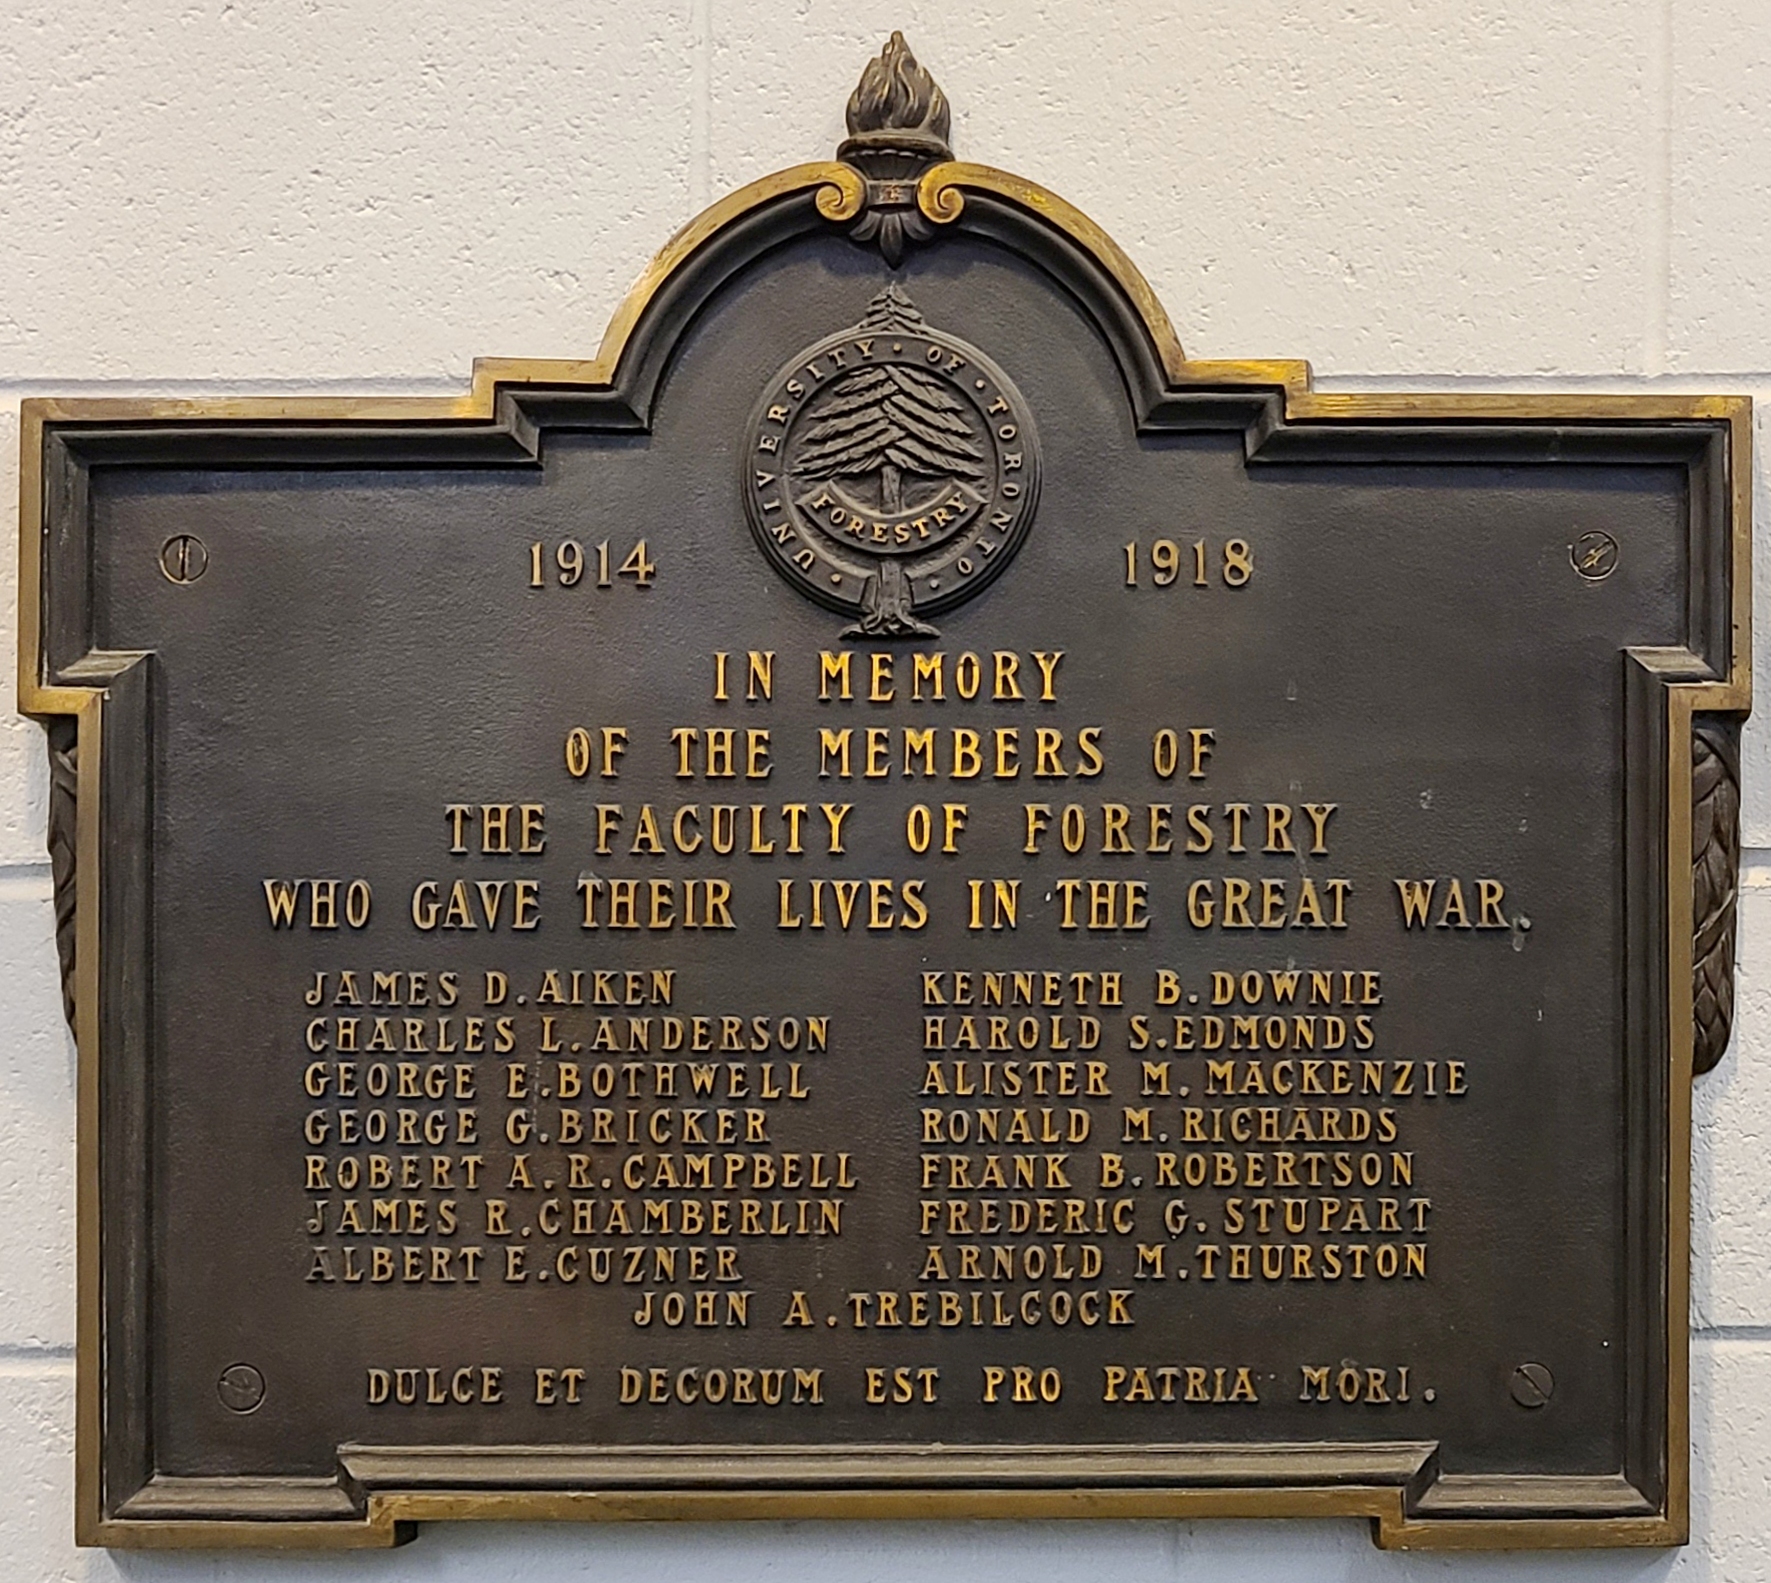 UNIVERSITY · OF · TORONTO
FORESTRY
1914 1918
IN MEMORY
OF THE MEMBERS OF
THE FACULTY OF FORESTRY
WHO GAVE THEIR LIVES IN THE GREAT WAR.
JAMES D. AIKEN
CHARLES L. ANDERSON
GEORGE E. BOTHWELL
GEORGE G. BRICKER
ROBERT A. R. CAMPBELL
JAMES R. CHAMBERLIN
ALBERT E. CUZNER
KENNETH B. DOWNIE
HAROLD S. EDMONDS
ALISTER M. MACKENZIE
RONALD M. RICHARDS
FRANK B. ROBERTSON
FREDERIC G. STUPART
ARNOLD M. THURSTON
JOHN A. TREBILCOCK
DULCE ET DECORUM EST PRO PATRIA MORI.